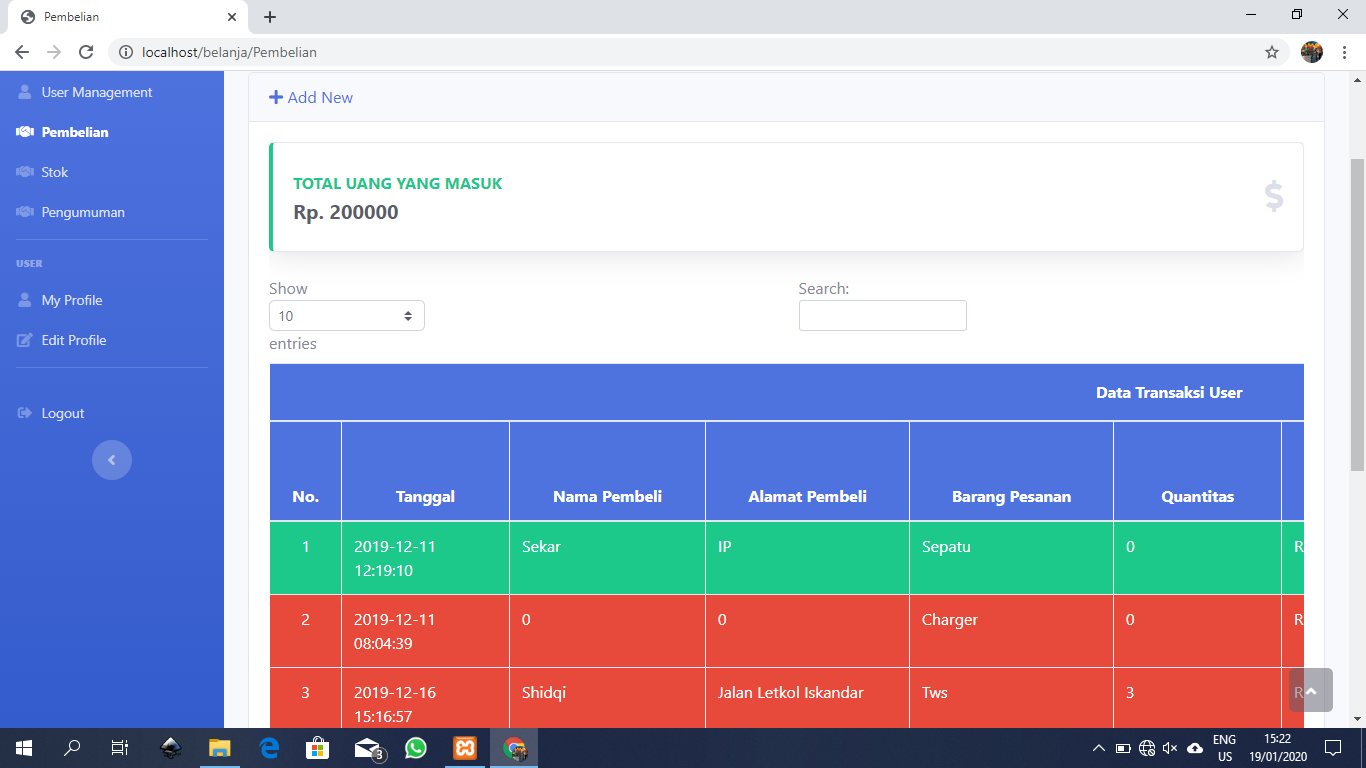 Pembelian
localhost/belanja/Pembelian
User Management
Pembelian
Stok
Pengumuman
USER
My Profile
Edit Profile
Logout
Add New
TOTAL UANG YANG MASUK
Rp. 200000
$
Show
10
entries
Search:
Data Transaksi User
No. Tanggal Nama Pembeli Alamat Pembeli Barang Pesanan Quantitas
1 2019-12-11 Sekar IP Sepatu 0 R
12:19:10
2 2019-12-11 0 0 Charger 0 R
08:04:39
3 2019-12-16 Shidqi Jalan Letkol Iskandar Tws 3 R
15:16:57
3
ENG
US
15:22
19/01/2020